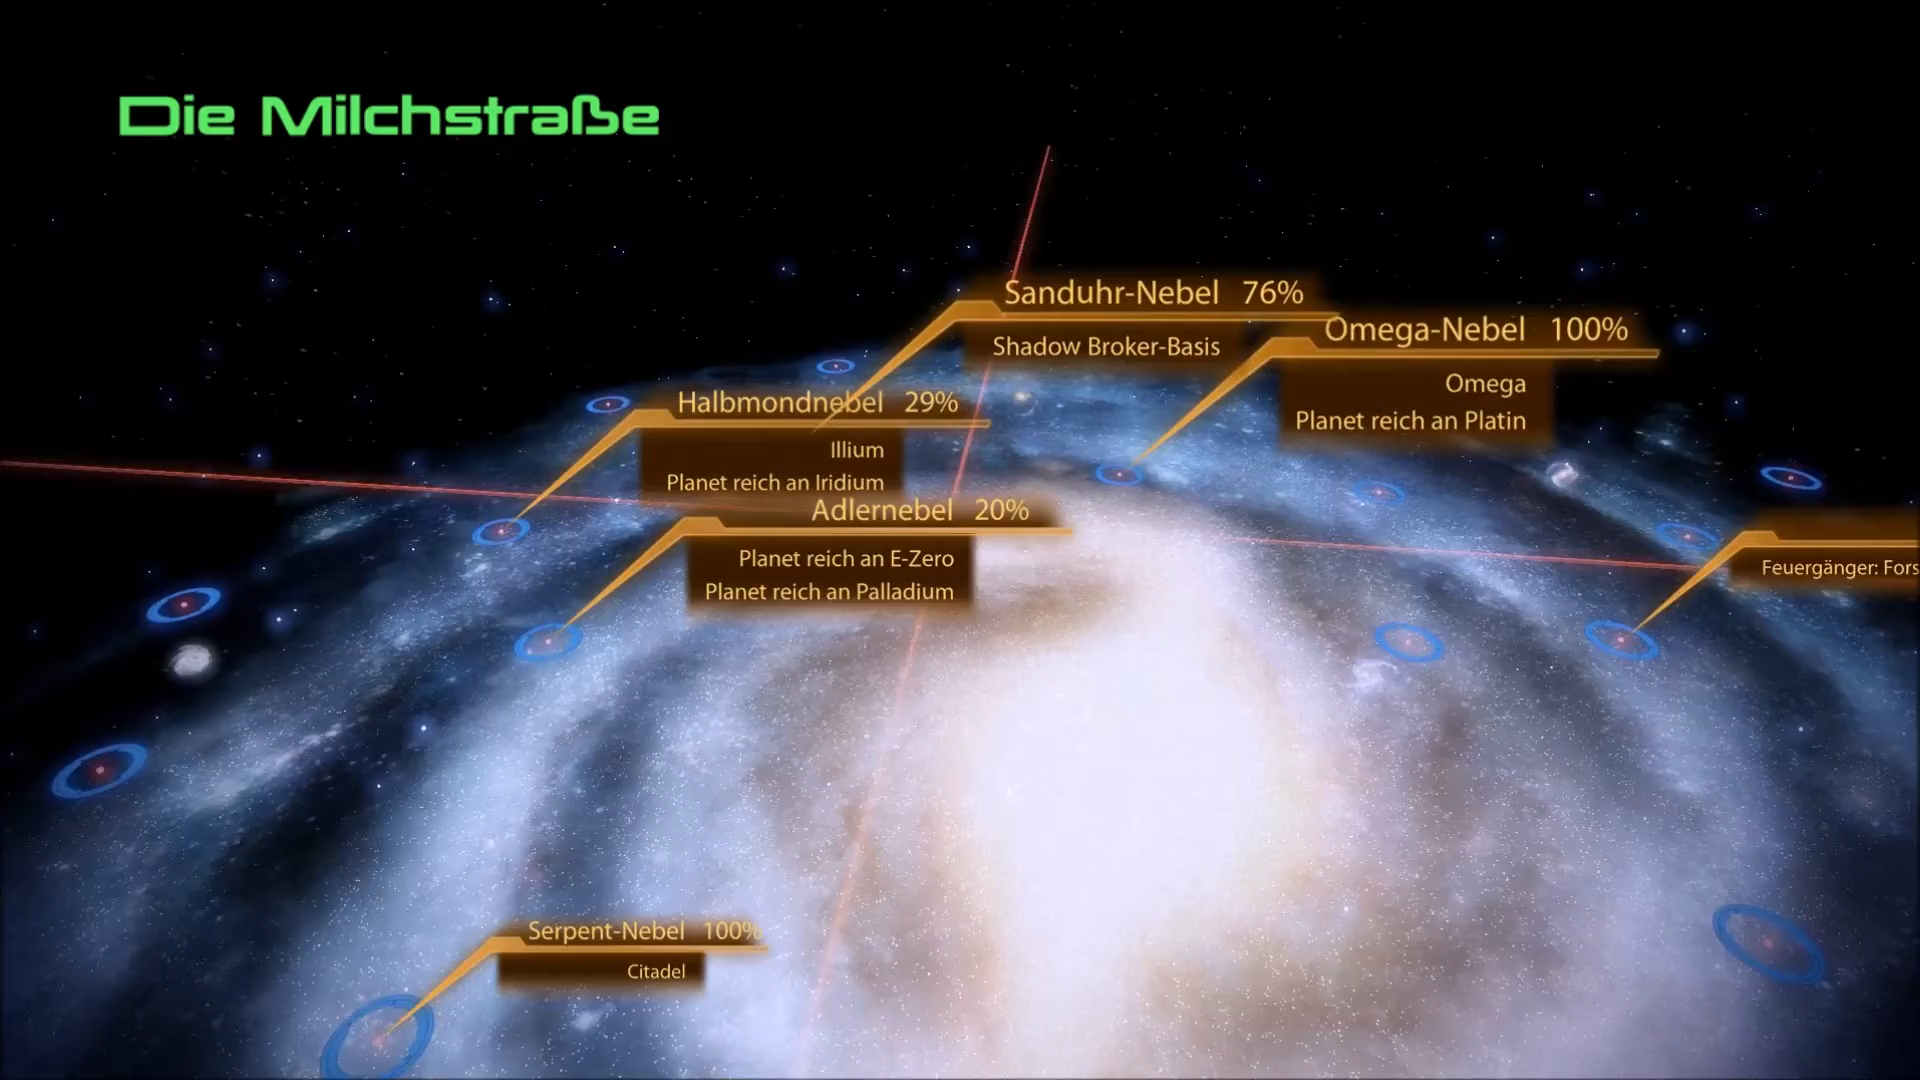 Die Milchstraße
Sanduhr-Nebel 76%
Shadow Broker-Basis
Omega-Nebel 100%
Omega
Planet reich an Platin
Halbmondnebel 29%
Illium
Planet reich an Iridium
Adlernebel 20%
Planet reich an E-Zero
Planet reich an Palladium
Feuergänger: Fors
Serpent-Nebel 100%
Citadel